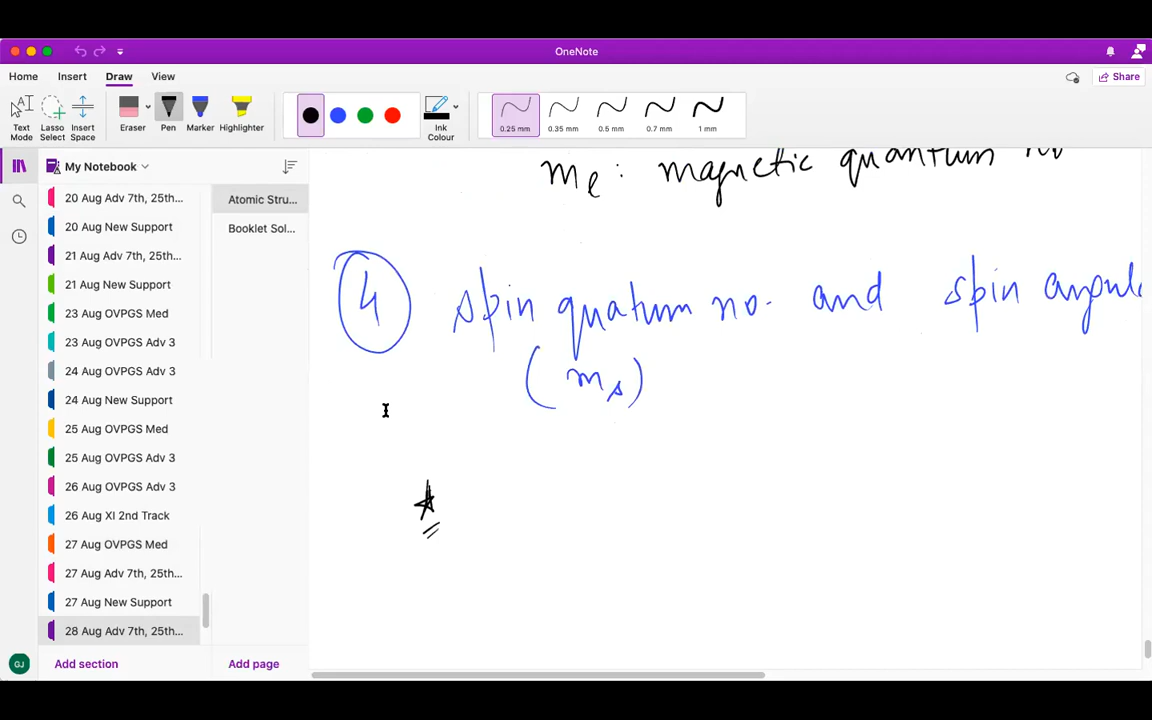 OneNote
Home Insert Draw View
Share
Text Mode
Lasso Select
Insert Space
Eraser
Pen
Marker
Highlighter
Ink Colour
0.25 mm
0.35 mm
0.5 mm
0.7 mm
1 mm
My Notebook
20 Aug Adv 7th, 25th...
20 Aug New Support
21 Aug Adv 7th, 25th...
21 Aug New Support
23 Aug OVPGS Med
23 Aug OVPGS Adv 3
24 Aug OVPGS Adv 3
24 Aug New Support
25 Aug OVPGS Med
25 Aug OVPGS Adv 3
26 Aug OVPGS Adv 3
26 Aug XI 2nd Track
27 Aug OVPGS Med
27 Aug Adv 7th, 25th...
27 Aug New Support
28 Aug Adv 7th, 25th...
GJ
Add section
Atomic Stru...
Booklet Sol...
Add page
mℓ: magnetic quantum no
4 spin quatum no. and spin
(ms)